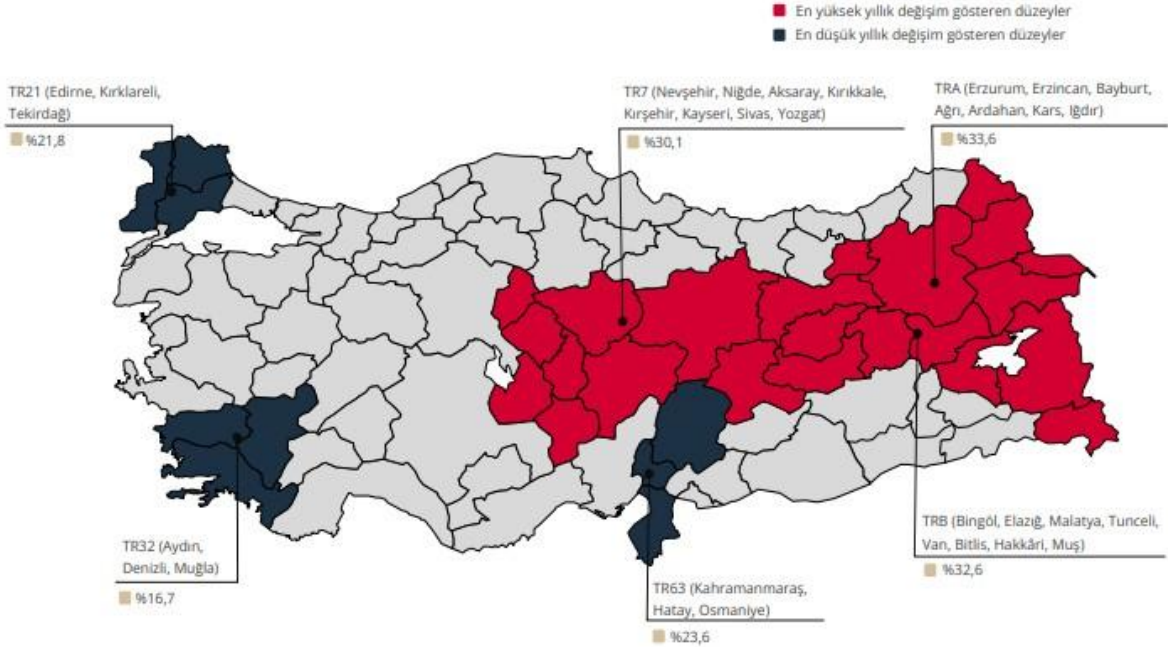 En yüksek yıllık değişim gösteren düzeyler
En düşük yıllık değişim gösteren düzeyler
TR21 (Edirne, Kırklareli,
Tekirdağ)
%21,8
TR7 (Nevşehir, Niğde, Aksaray, Kırıkkale,
Kırşehir, Kayseri, Sivas, Yozgat)
%30,1
TRA (Erzurum, Erzincan, Bayburt,
Ağrı, Ardahan, Kars, Iğdır)
%33,6
TR32 (Aydın,
Denizli, Muğla)
%16,7
TR63 (Kahramanmaraş,
Hatay, Osmaniye)
%23,6
TRB (Bingöl, Elazığ, Malatya, Tunceli,
Van, Bitlis, Hakkâri, Muş)
%32,6